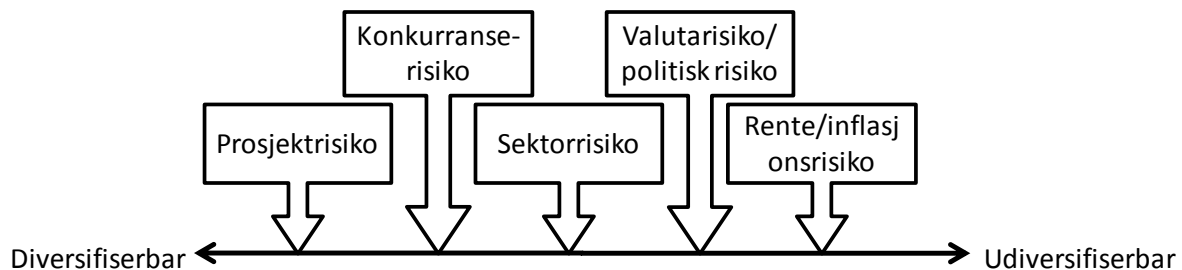 Konkurranse-
risiko
Valutarisiko/
politisk risiko
Prosjektrisiko
Sektorrisiko
Rente/inflasj
onsrisiko
Diversifiserbar
Udiversifiserbar